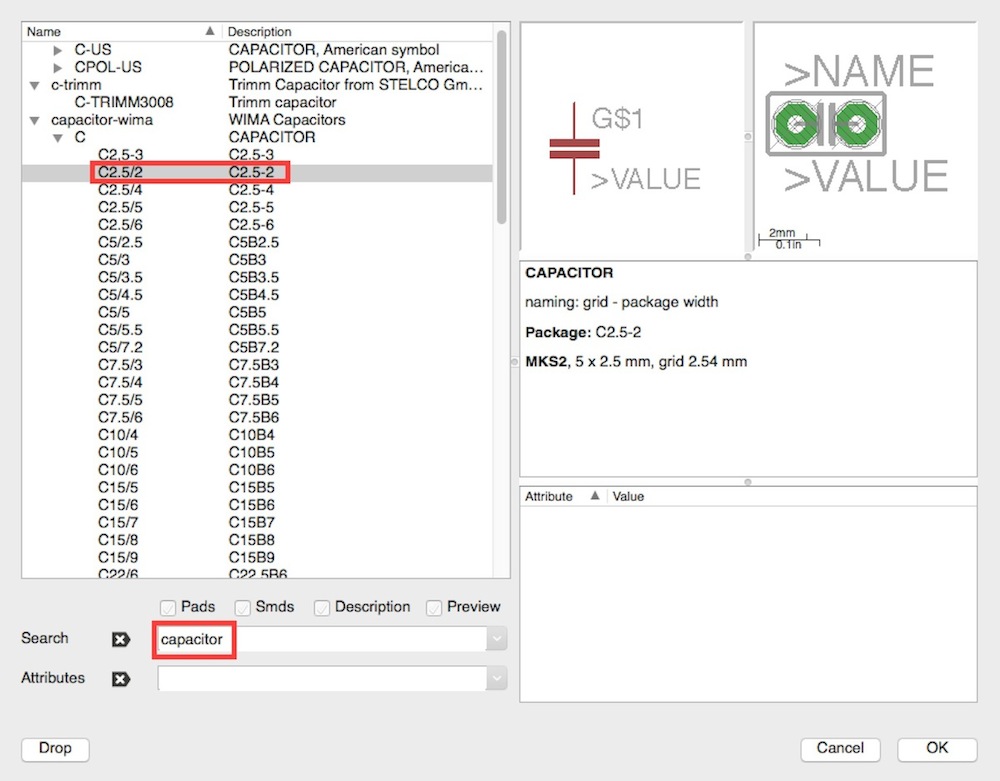 Name Description
C-US CAPACITOR, American symbol
CPOL-US POLARIZED CAPACITOR, America...
c-trimm Trimm Capacitor from STELCO Gm...
C-TRIMM3008 Trimm capacitor
capacitor-wima WIMA Capacitors
C CAPACITOR
C2,5-3 C2.5-3
C2.5/2 C2.5-2
C2.5/4 C2.5-4
C2.5/5 C2.5-5
C2.5/6 C2.5-6
C5/2.5 C5B2.5
C5/3 C5B3
C5/3.5 C5B3.5
C5/4.5 C5B4.5
C5/5 C5B5
C5/5.5 C5B5.5
C5/7.2 C5B7.2
C7.5/3 C7.5B3
C7.5/4 C7.5B4
C7.5/5 C7.5B5
C7.5/6 C7.5B6
C10/4 C10B4
C10/5 C10B5
C10/6 C10B6
C15/5 C15B5
C15/6 C15B6
C15/7 C15B7
C15/8 C15B8
C15/9 C15B9
C22/6 C22.5B6
Pads Smds Description Preview
Search capacitor
Attributes
Drop
G$1
>VALUE
>NAME
>VALUE
2mm
0.1in
CAPACITOR
naming: grid - package width
Package: C2.5-2
MKS2, 5 x 2.5 mm, grid 2.54 mm
Attribute Value
Cancel OK